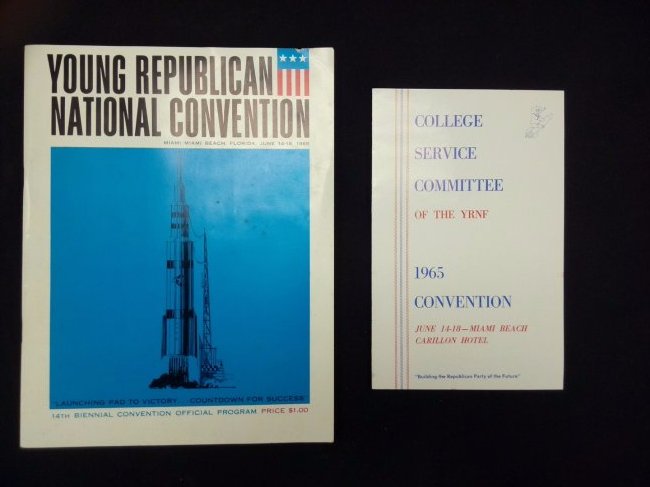 YOUNG REPUBLICAN
NATIONAL CONVENTION
MIAMI MIAMI BEACH, FLORIDA, JUNE 14-18, 1965
"LAUNCHING PAD TO VICTORY... COUNTDOWN FOR SUCCESS"
14TH BIENNIAL CONVENTION OFFICIAL PROGRAM PRICE $1.00
COLLEGE
SERVICE
COMMITTEE
OF THE YRNF
1965
CONVENTION
JUNE 14-18—MIAMI BEACH
CARILLON HOTEL
"Building the Republican Party of the Future"